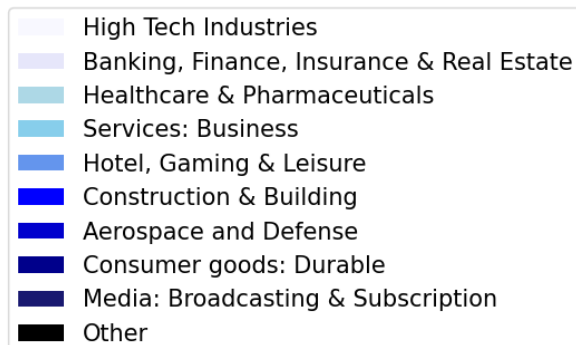 High Tech Industries
Banking, Finance, Insurance & Real Estate
Healthcare & Pharmaceuticals
Services: Business
Hotel, Gaming & Leisure
Construction & Building
Aerospace and Defense
Consumer goods: Durable
Media: Broadcasting & Subscription
Other